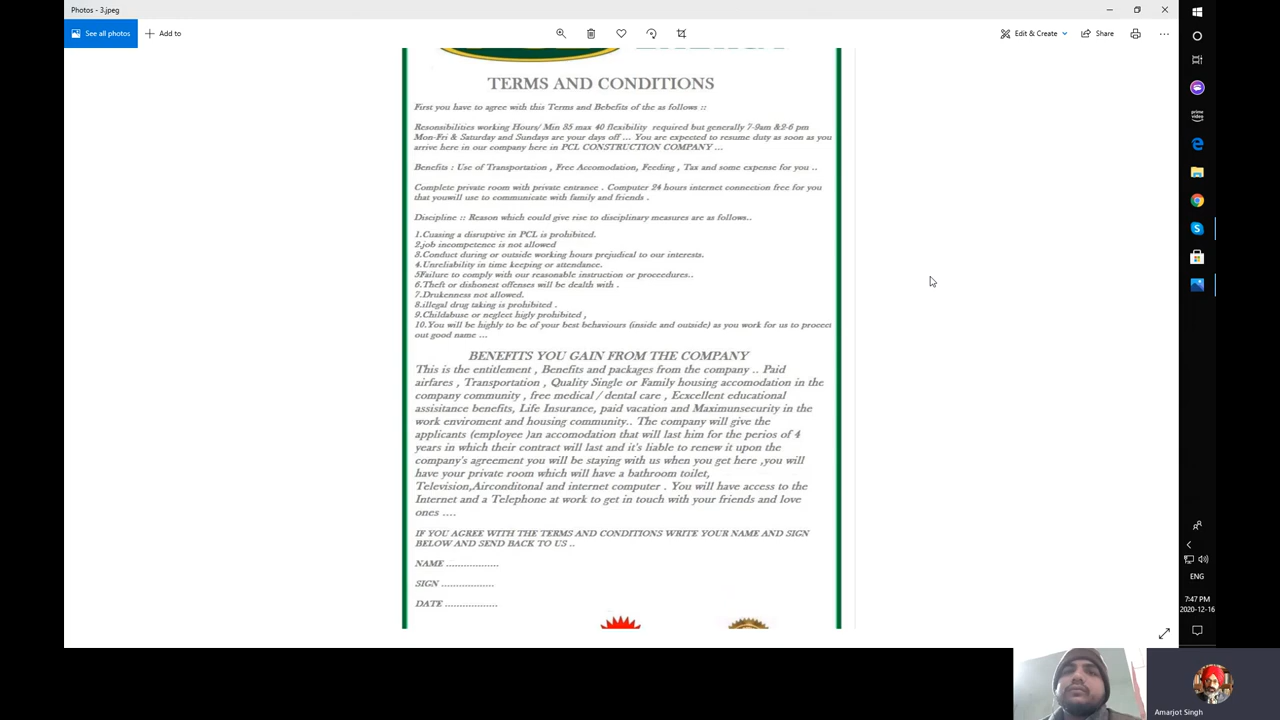 Photos - 3.jpeg
See all photos
Add to
Edit & Create
Share
TERMS AND CONDITIONS
First you have to agree with this Terms and Bebefits of the as follows ::
Resonsibilities working Hours/ Min 35 max 40 flexibility required but generally 7-9am &2-6 pm
Mon-Fri & Saturday and Sundays are your days off ... You are expected to resume duty as soon as you
arrive here in our company here in PCL CONSTRUCTION COMPANY ...
Benefits : Use of Transportation , Free Accomodation, Feeding , Tax and some expense for you ..
Complete private room with private entrance . Computer 24 hours internet connection free for you
that youwill use to communicate with family and friends .
Discipline :: Reason which could give rise to disciplinary measures are as follows..
1.Cuasing a disruptive in PCL is prohibited.
2.job incompetence is not allowed
3.Conduct during or outside working hours prejudical to our interests.
4.Unreliability in time keeping or attendance.
5Failure to comply with our reasonable instruction or proceedures..
6.Theft or dishonest offenses will be dealth with .
7.Drukenness not allowed.
8.illegal drug taking is prohibited .
9.Childabuse or neglect higly prohibited ,
10.You will be highly to be of your best behaviours (inside and outside) as you work for us to procect
out good name ...
BENEFITS YOU GAIN FROM THE COMPANY
This is the entitlement , Benefits and packages from the company .. Paid
airfares , Transportation , Quality Single or Family housing accomodation in the
company community , free medical / dental care , Ecxcellent educational
assisitance benefits, Life Insurance, paid vacation and Maximunsecurity in the
work enviroment and housing community.. The company will give the
applicants (employee )an accomodation that will last him for the perios of 4
years in which their contract will last and it's liable to renew it upon the
company's agreement you will be staying with us when you get here ,you will
have your private room which will have a bathroom toilet,
Television,Airconditonal and internet computer . You will have access to the
Internet and a Telephone at work to get in touch with your friends and love
ones ....
IF YOU AGREE WITH THE TERMS AND CONDITIONS WRITE YOUR NAME AND SIGN
BELOW AND SEND BACK TO US ..
NAME ..................
SIGN ..................
DATE ..................
prime video
ENG
7:47 PM
2020-12-16
Amarjot Singh